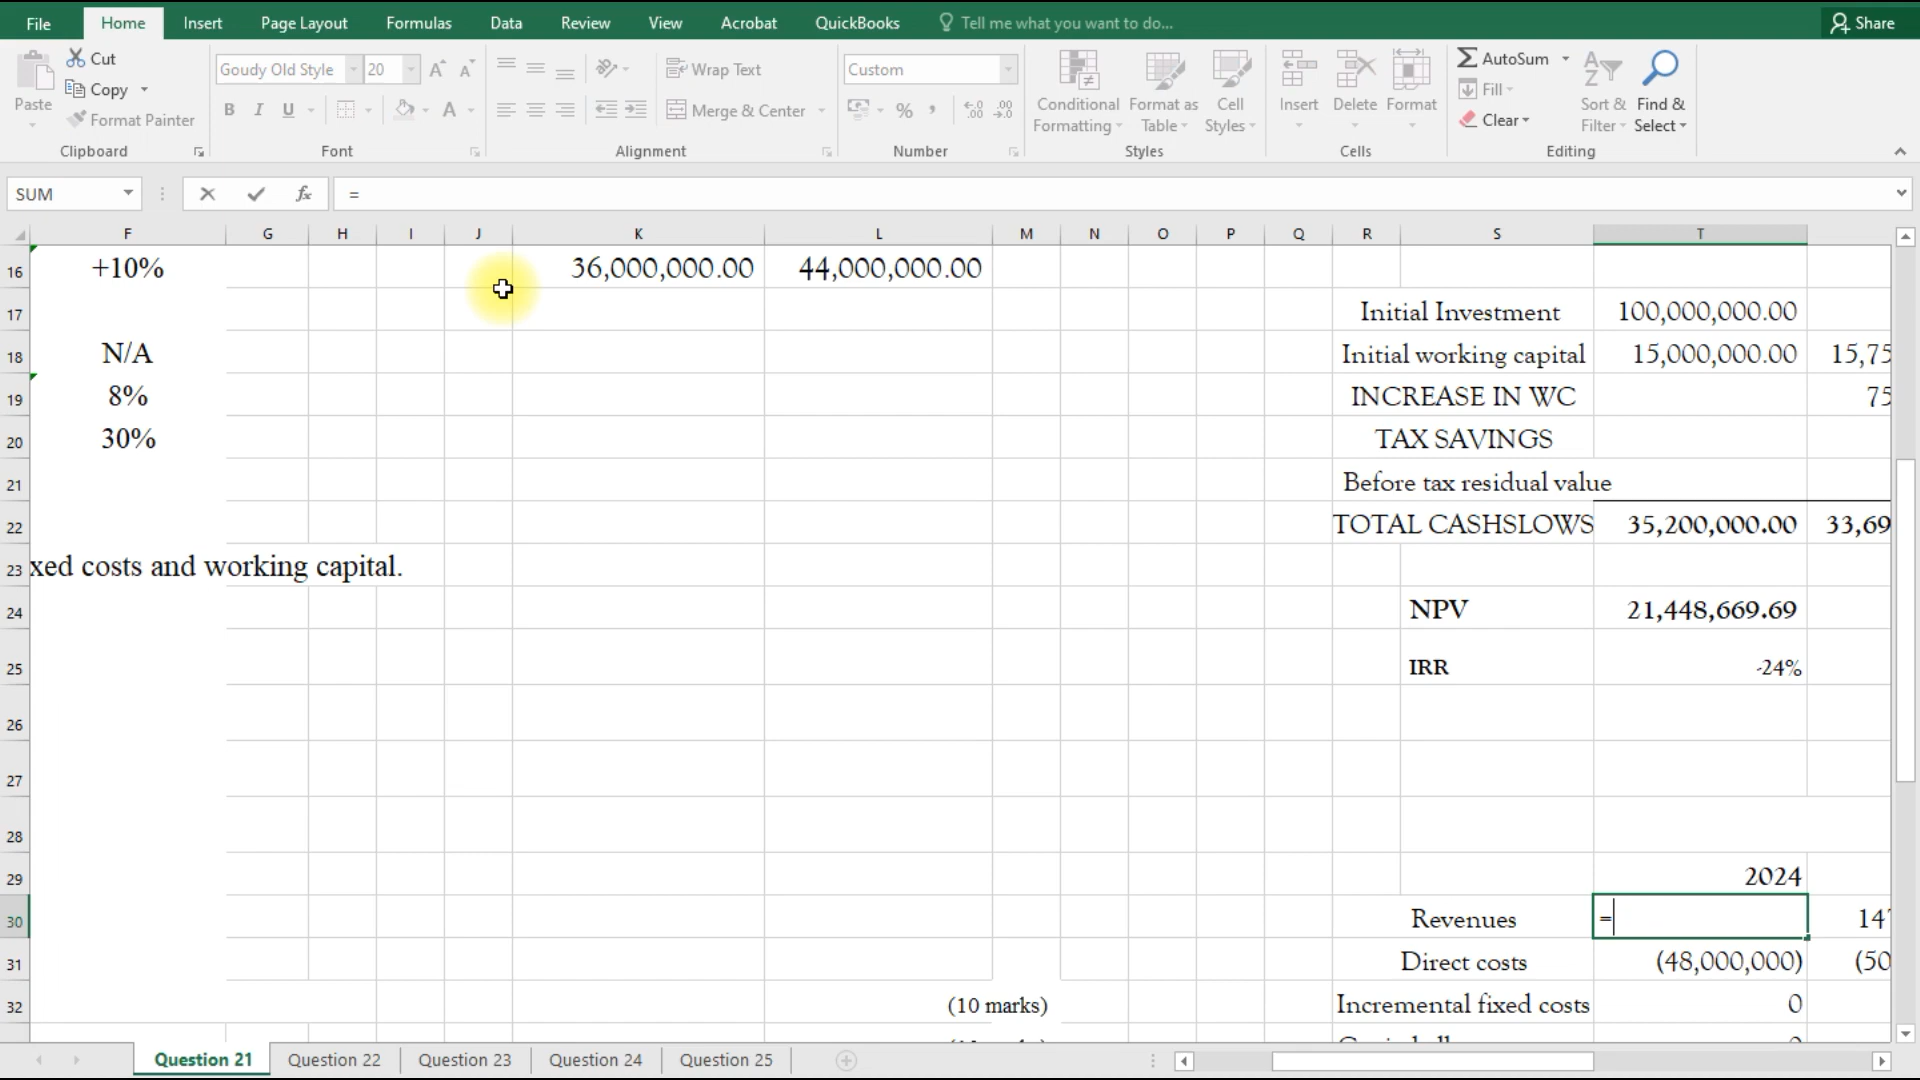 File Home Insert Page Layout Formulas Data Review View Acrobat QuickBooks Tell me what you want to do... Share
Paste Cut Copy Format Painter Clipboard
Goudy Old Style 20 B I U A Font
Wrap Text Merge & Center Alignment
Custom % , Number
Conditional Formatting Format as Table Cell Styles Styles
Insert Delete Format Cells
AutoSum Fill Clear Sort & Filter Find & Select Editing
SUM fx =
F G H I J K L M N O P Q R S T
16 +10% 36,000,000.00 44,000,000.00
17 Initial Investment 100,000,000.00
18 N/A Initial working capital 15,000,000.00 15,75
19 8% INCREASE IN WC 75
20 30% TAX SAVINGS
21 Before tax residual value
22 TOTAL CASHSLOWS 35,200,000.00 33,69
23 xed costs and working capital.
24 NPV 21,448,669.69
25 IRR -24%
26
27
28
29 2024
30 Revenues = 14
31 Direct costs (48,000,000) (50
32 (10 marks) Incremental fixed costs 0
Question 21 Question 22 Question 23 Question 24 Question 25